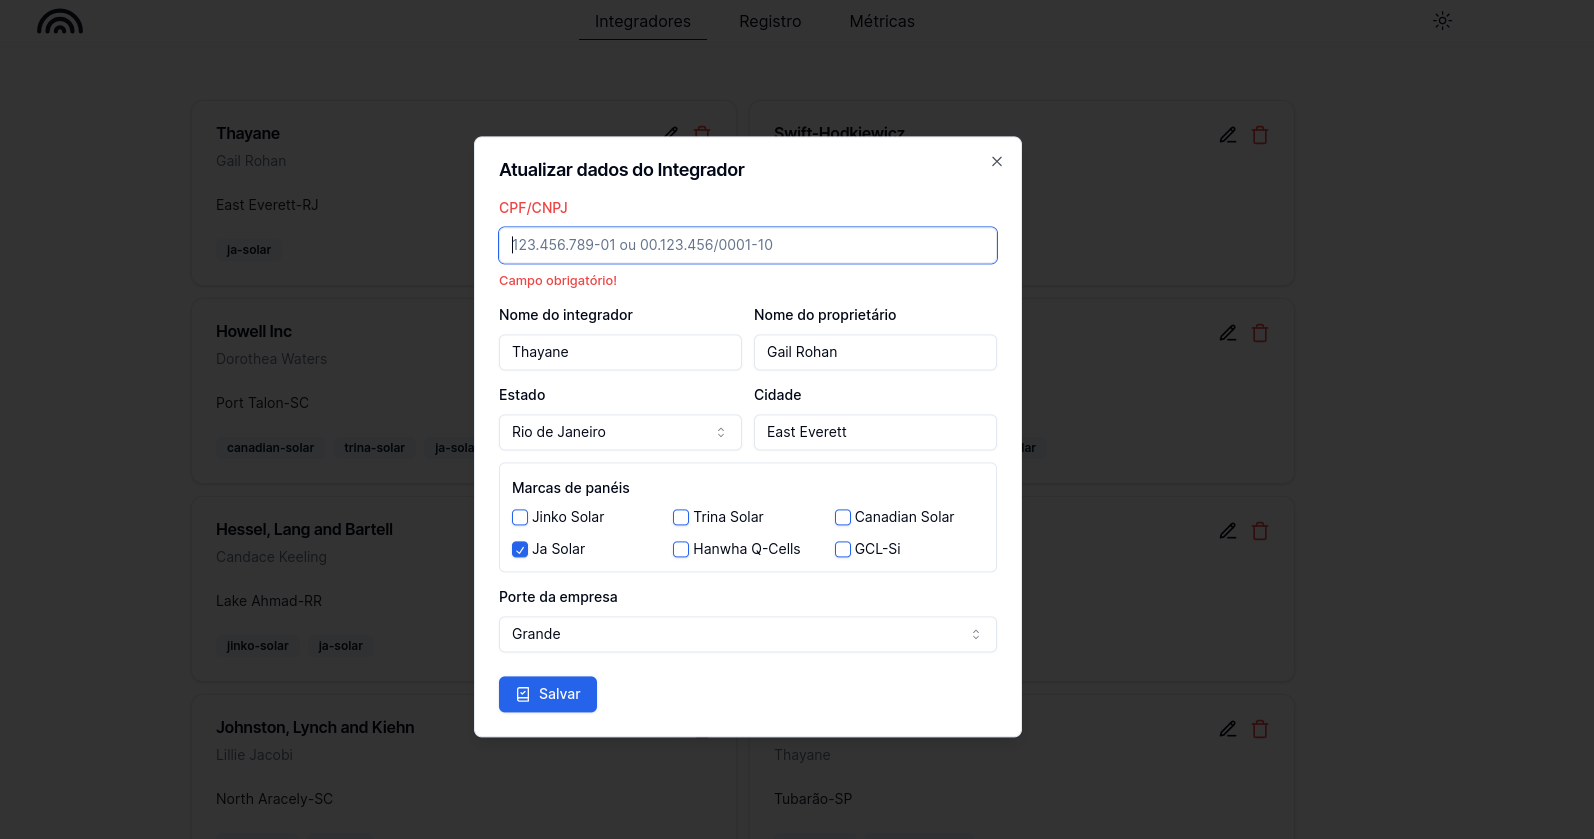 Integradores Registro Métricas
Thayane
Gail Rohan
East Everett-RJ
ja-solar
Swift-Hodkiewicz
Howell Inc
Dorothea Waters
Port Talon-SC
canadian-solar trina-solar
Hessel, Lang and Bartell
Candace Keeling
Lake Ahmad-RR
jinko-solar ja-solar
Johnston, Lynch and Kiehn
Lillie Jacobi
North Aracely-SC
Thayane
Tubarão-SP
Atualizar dados do Integrador
CPF/CNPJ
123.456.789-01 ou 00.123.456/0001-10
Campo obrigatório!
Nome do integrador Nome do proprietário
Thayane Gail Rohan
Estado Cidade
Rio de Janeiro East Everett
Marcas de panéis
Jinko Solar Trina Solar Canadian Solar
Ja Solar Hanwha Q-Cells GCL-Si
Porte da empresa
Grande
Salvar